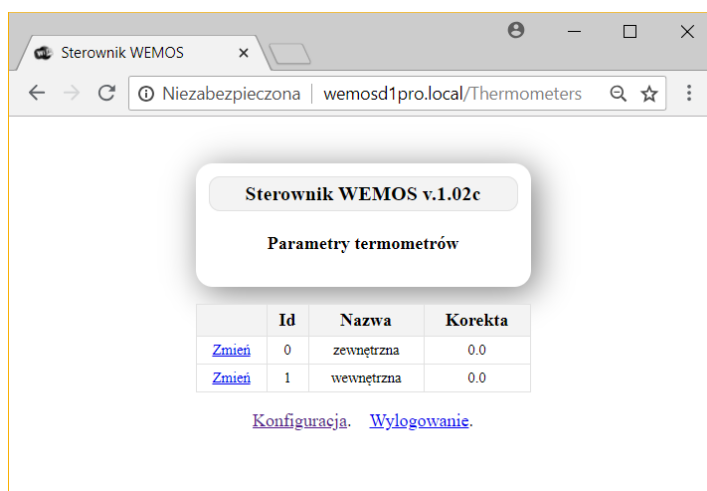 Sterownik WEMOS
Niezabezpieczona | wemosd1pro.local/Thermometers
Sterownik WEMOS v.1.02c
Parametry termometrów
Id Nazwa Korekta
Zmień 0 zewnętrzna 0.0
Zmień 1 wewnętrzna 0.0
Konfiguracja. Wylogowanie.